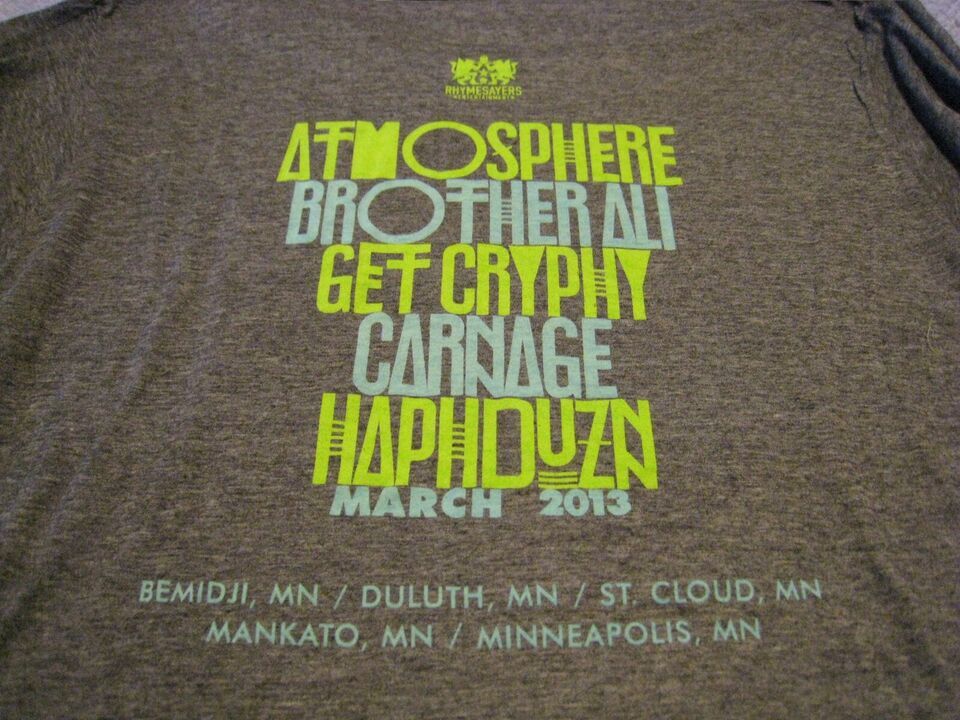 RHYMESAYERS
ENTERTAINMENT
ATMOSPHERE
BROTHER ALI
GET CRYPHY
CARNAGE
HAPHDUZN
MARCH 2013
BEMIDJI, MN / DULUTH, MN / ST. CLOUD, MN
MANKATO, MN / MINNEAPOLIS, MN